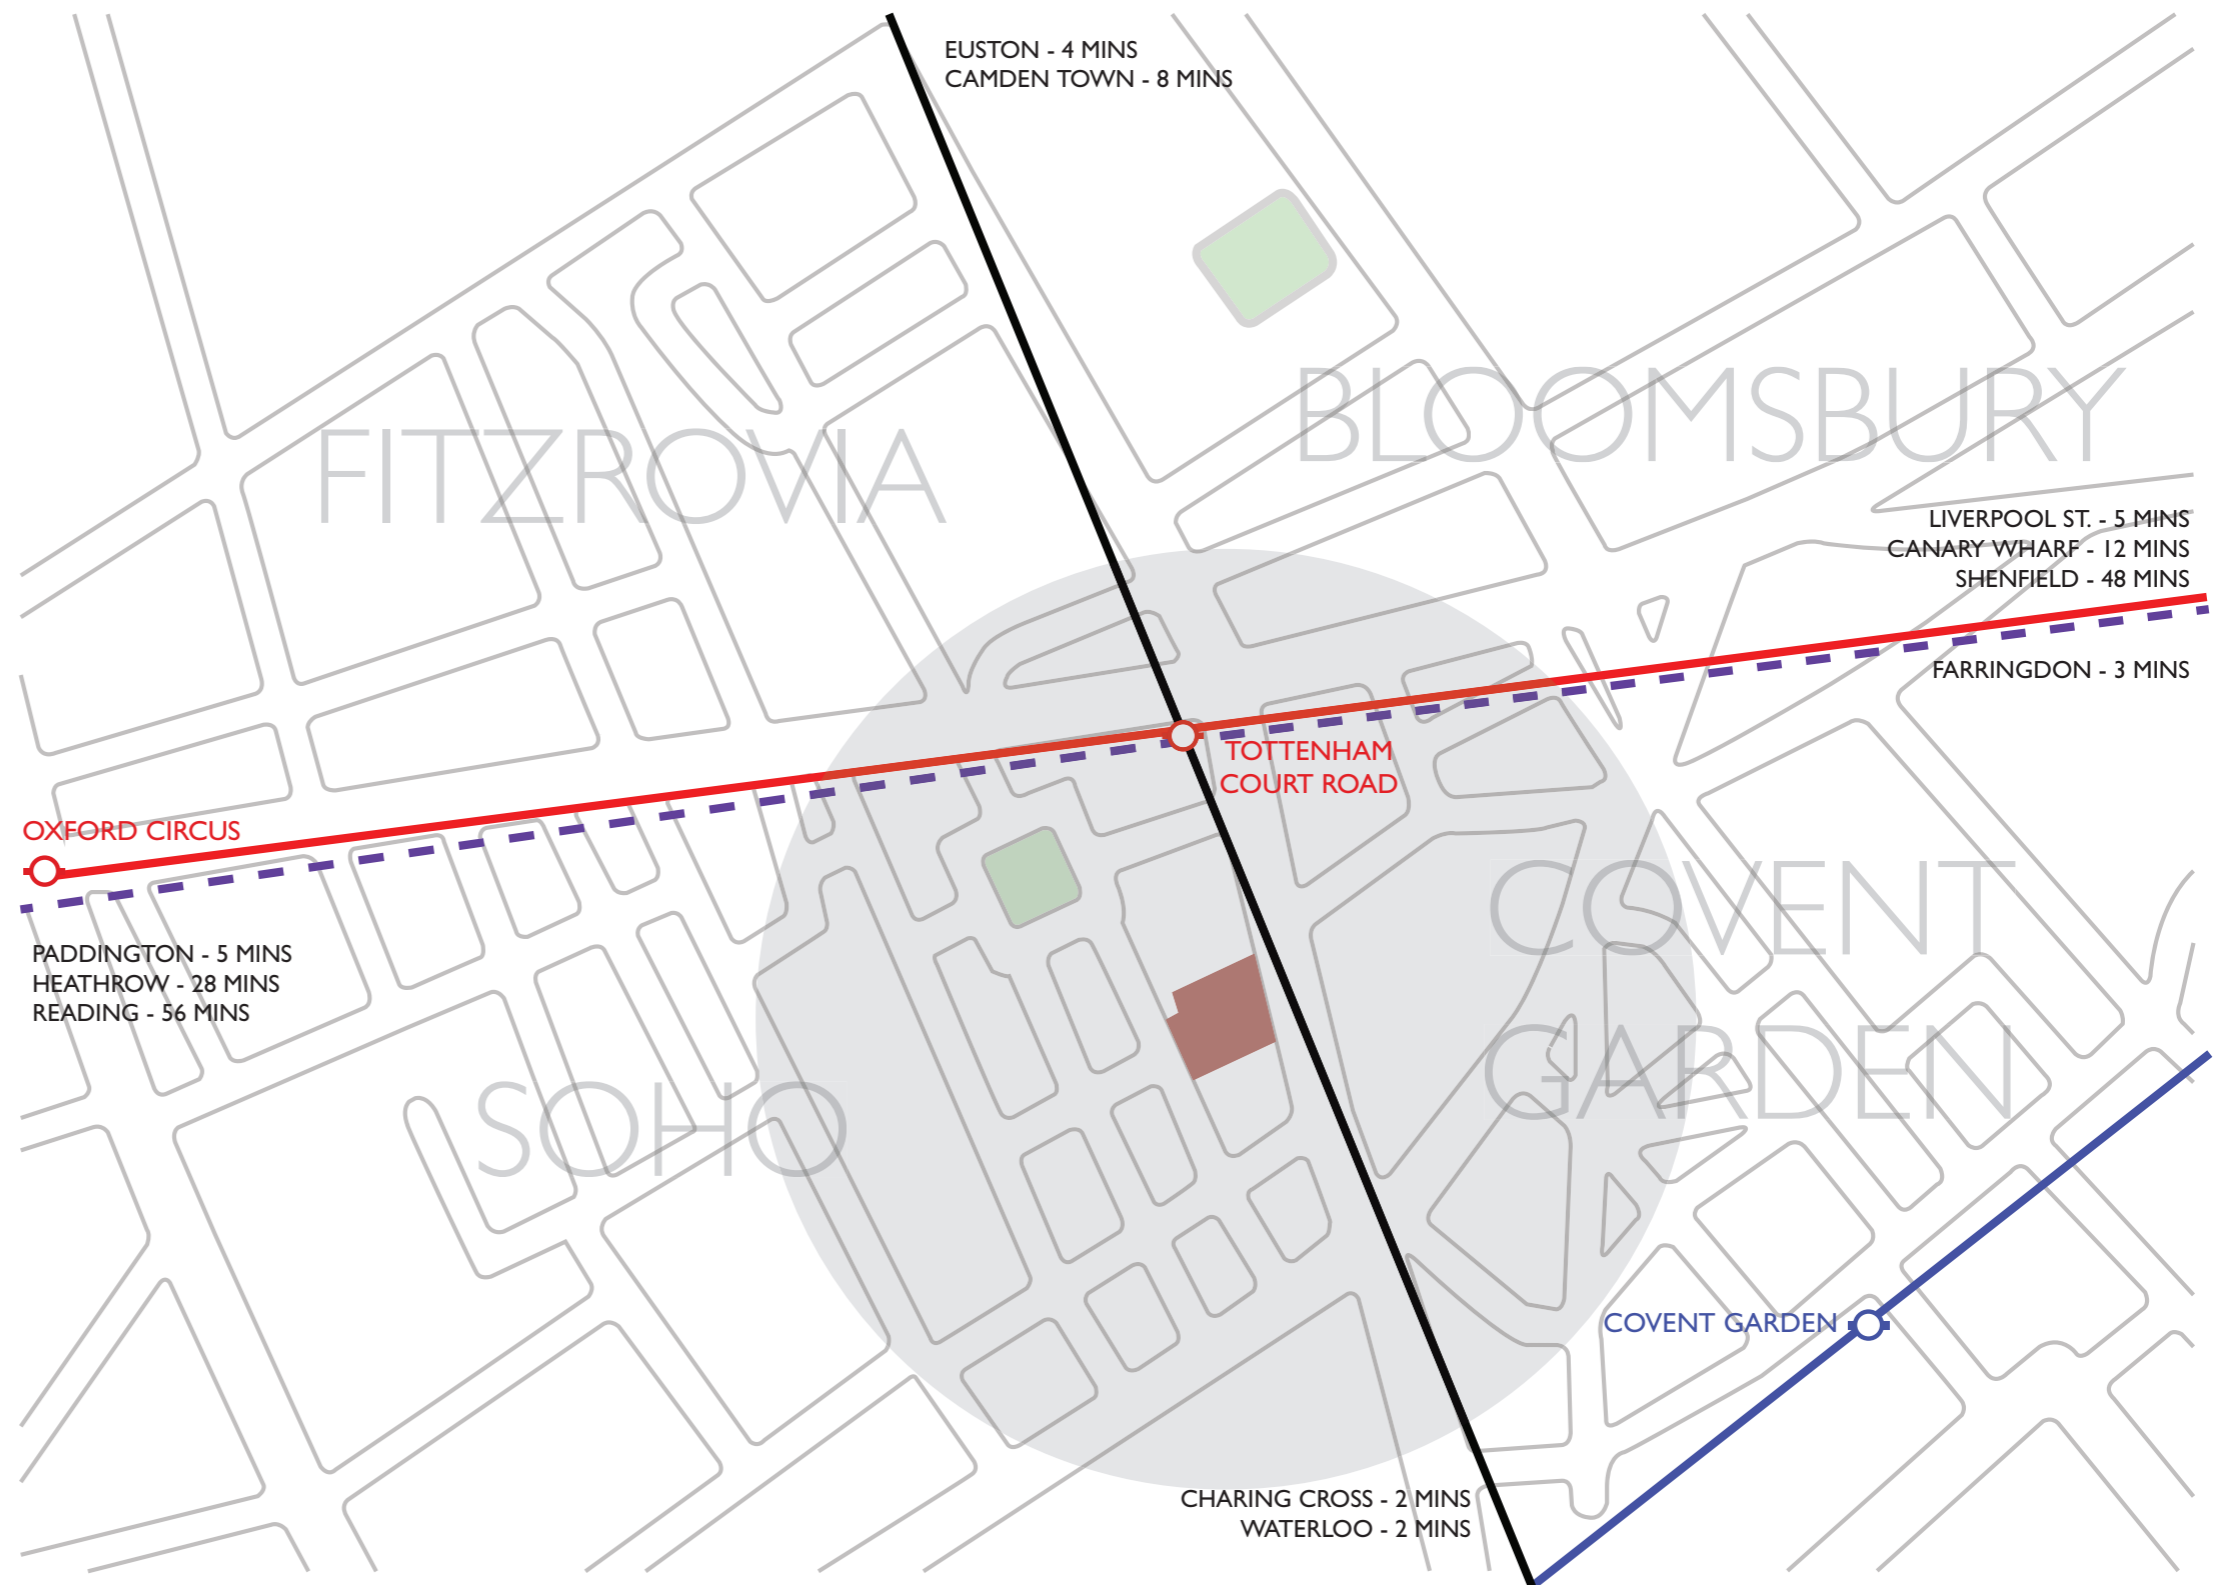 EUSTON - 4 MINS
CAMDEN TOWN - 8 MINS
BLOOMSBURY
FITZROVIA
LIVERPOOL ST. - 5 MINS
CANARY WHARF - 12 MINS
SHENFIELD - 48 MINS
FARRINGDON - 3 MINS
TOTTENHAM
COURT ROAD
OXFORD CIRCUS
PADDINGTON - 5 MINS
HEATHROW - 28 MINS
READING - 56 MINS
COVENT
GARDEN
SOHO
COVENT GARDEN
CHARING CROSS - 2 MINS
WATERLOO - 2 MINS